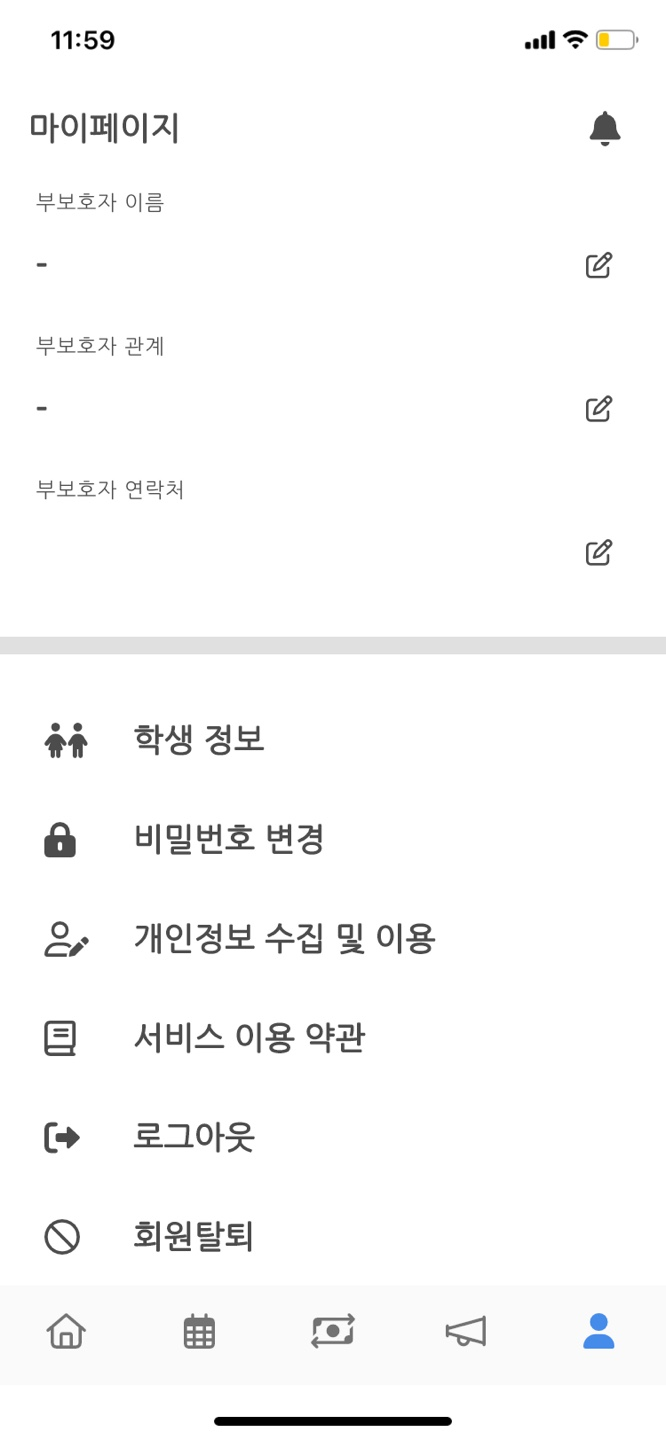 11:59
마이페이지
부보호자 이름
-
부보호자 관계
-
부보호자 연락처
학생 정보
비밀번호 변경
개인정보 수집 및 이용
서비스 이용 약관
로그아웃
회원탈퇴